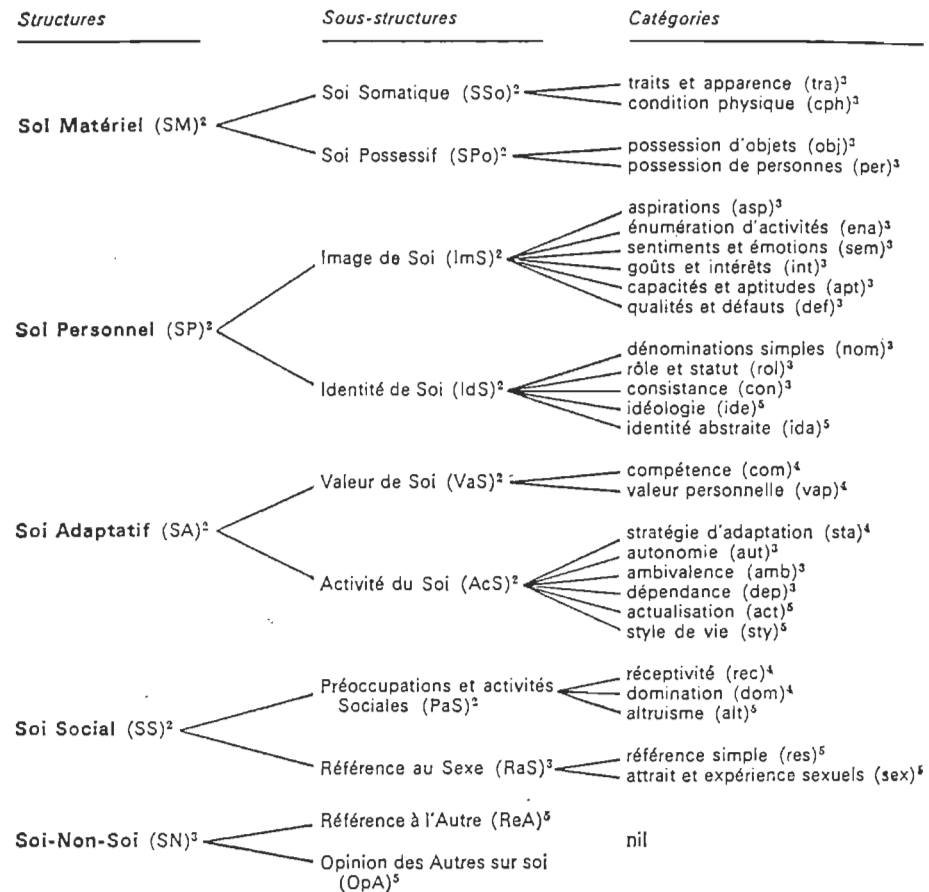 Structures Sous-structures Catégories
Soi Matériel (SM)²
Soi Somatique (SSo)²
traits et apparence (tra)³
condition physique (cph)³
Soi Possessif (SPo)²
possession d'objets (obj)³
possession de personnes (per)³
Soi Personnel (SP)²
Image de Soi (ImS)²
aspirations (asp)³
énumération d'activités (ena)³
sentiments et émotions (sem)³
goûts et intérêts (int)³
capacités et aptitudes (apt)³
qualités et défauts (def)³
Identité de Soi (IdS)²
dénominations simples (nom)³
rôle et statut (rol)³
consistance (con)³
idéologie (ide)⁵
identité abstraite (ida)⁵
Soi Adaptatif (SA)²
Valeur de Soi (VaS)²
compétence (com)⁴
valeur personnelle (vap)⁴
Activité du Soi (AcS)²
stratégie d'adaptation (sta)⁴
autonomie (aut)³
ambivalence (amb)³
dépendance (dep)³
actualisation (act)⁵
style de vie (sty)⁵
Soi Social (SS)²
Préoccupations et activités
Sociales (PaS)²
réceptivité (rec)⁴
domination (dom)⁴
altruisme (alt)⁵
Référence au Sexe (RaS)³
référence simple (res)⁵
attrait et expérience sexuels (sex)⁵
Soi-Non-Soi (SN)³
Référence à l'Autre (ReA)⁵
Opinion des Autres sur soi
(OpA)⁵
nil